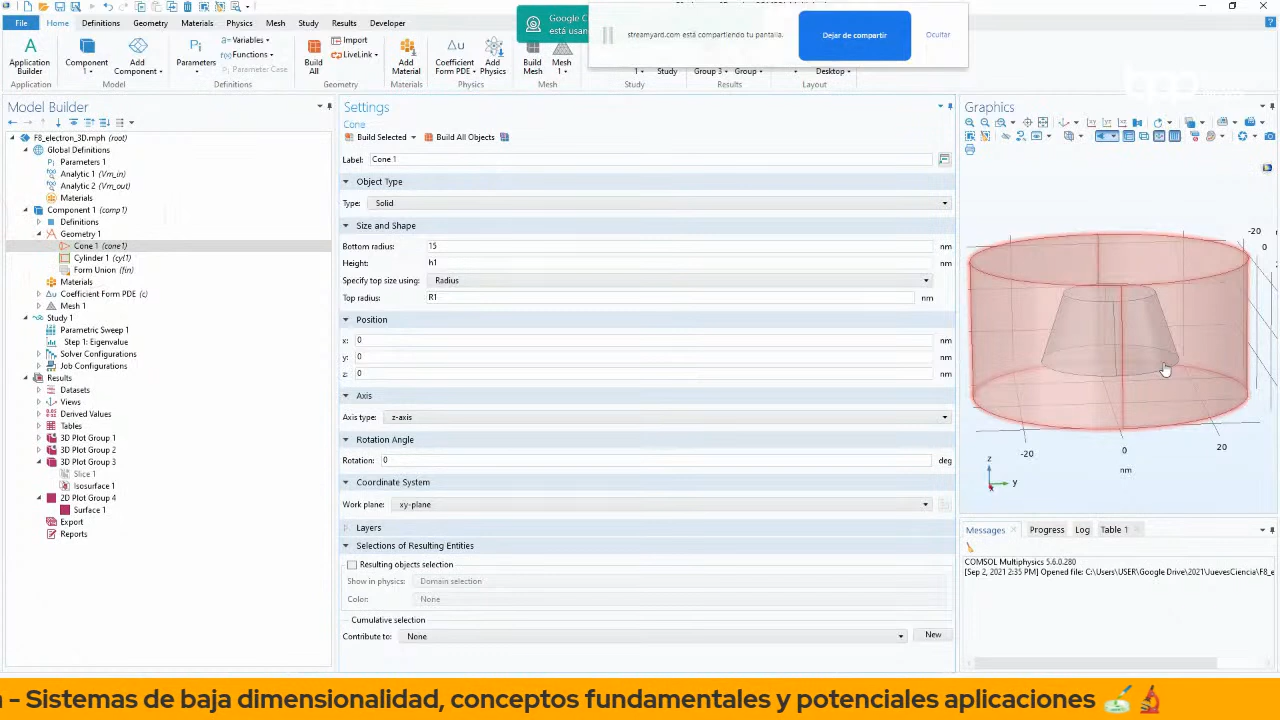 File Home Definitions Geometry Materials Physics Mesh Study Results Developer
Google C
está usan
streamyard.com está compartiendo tu pantalla.
Dejar de compartir
Ocultar
Application Builder
Component 1
Add Component
Parameters
Variables
Functions
Parameter Case
Build All
Import
LiveLink
Add Material
Coefficient Form PDE
Add Physics
Build Mesh
Mesh 1
Study
Group 3
Group
Desktop
Application Model Definitions Geometry Materials Physics Mesh Study Results Layout
Model Builder
F8_electron_3D.mph (root)
Global Definitions
Parameters 1
Analytic 1 (Vm_in)
Analytic 2 (Vm_out)
Materials
Component 1 (comp1)
Definitions
Geometry 1
Cone 1 (cone1)
Cylinder 1 (cyl1)
Form Union (fin)
Materials
Coefficient Form PDE (c)
Mesh 1
Study 1
Parametric Sweep 1
Step 1: Eigenvalue
Solver Configurations
Job Configurations
Results
Datasets
Views
Derived Values
Tables
3D Plot Group 1
3D Plot Group 2
3D Plot Group 3
Slice 1
Isosurface 1
2D Plot Group 4
Surface 1
Export
Reports
Settings
Cone
Build Selected Build All Objects
Label: Cone 1
Object Type
Type: Solid
Size and Shape
Bottom radius: 15 nm
Height: h1 nm
Specify top size using: Radius
Top radius: R1 nm
Position
x: 0 nm
y: 0 nm
z: 0 nm
Axis
Axis type: z-axis
Rotation Angle
Rotation: 0 deg
Coordinate System
Work plane: xy-plane
Layers
Selections of Resulting Entities
Resulting objects selection
Show in physics: Domain selection
Color: None
Cumulative selection
Contribute to: None New
Graphics
-20
0
0
-20
0
20
nm
z
y
Messages Progress Log Table 1
COMSOL Multiphysics 5.6.0.280
[Sep 2, 2021 2:35 PM] Opened file: C:\Users\USER\Google Drive\2021\JuevesCiencia\F8_e
- Sistemas de baja dimensionalidad, conceptos fundamentales y potenciales aplicaciones